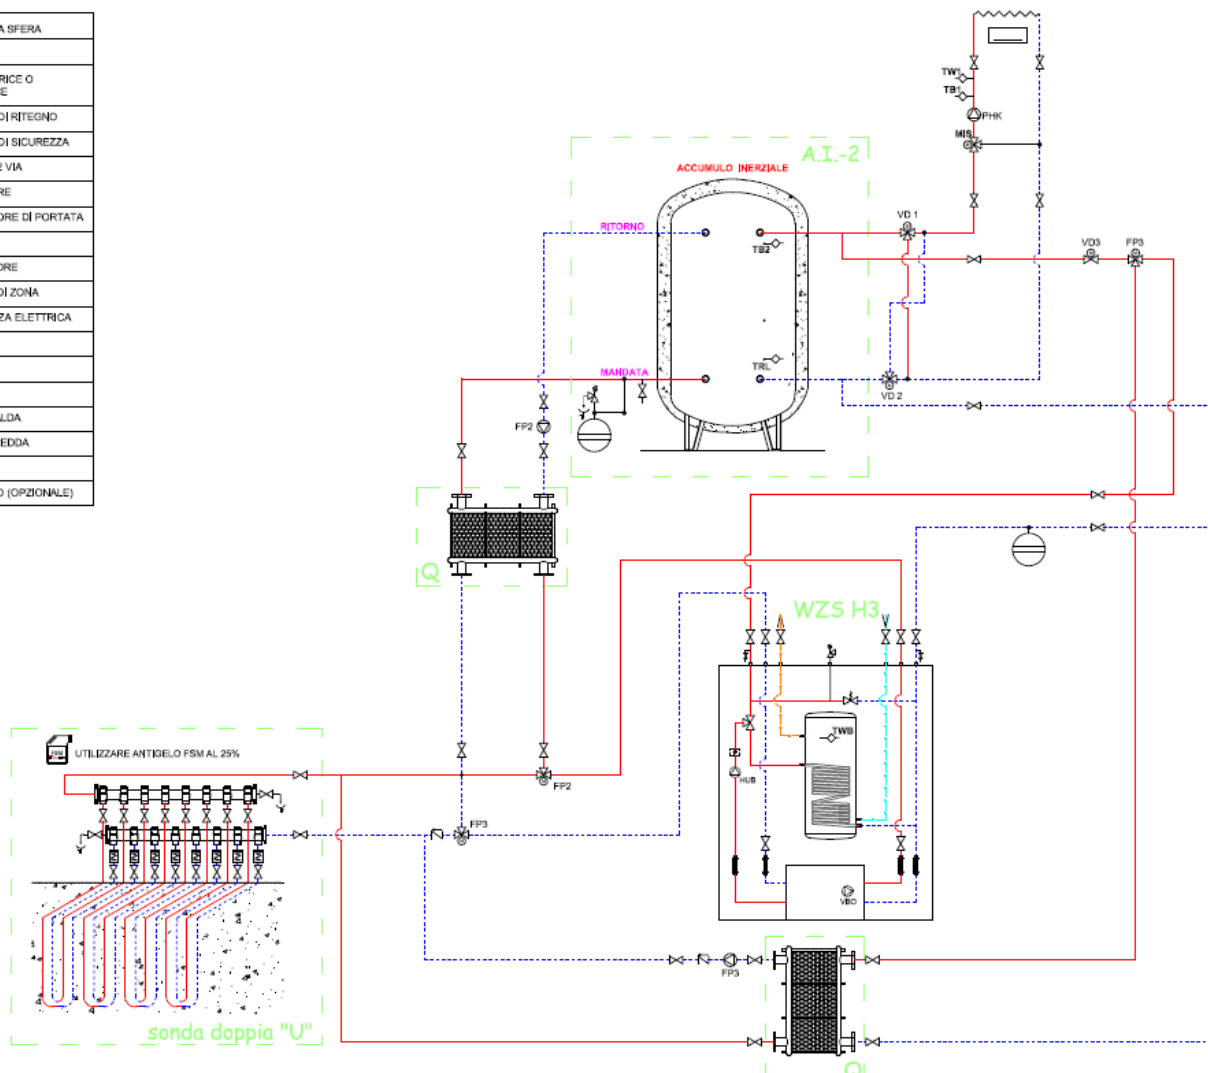 A SFERA
RICE O
CE
DI RITEGNO
DI SICUREZZA
2 VIA
RE
ORE DI PORTATA
ORE
DI ZONA
ZA ELETTRICA
ALDA
EDDA
O (OPZIONALE)
TW1
TB1
PHK
MIS
A.I.-2
ACCUMULO INERZIALE
RITORNO
TB2
VD 1
VD3
FP3
TRL
MANDATA
VD 2
FP2
Q
WZS H3
TWB
HUB
VBO
FSM
UTILIZZARE ANTIGELO FSM AL 25%
FP2
FP3
FP3
sonda doppia "U"
Q